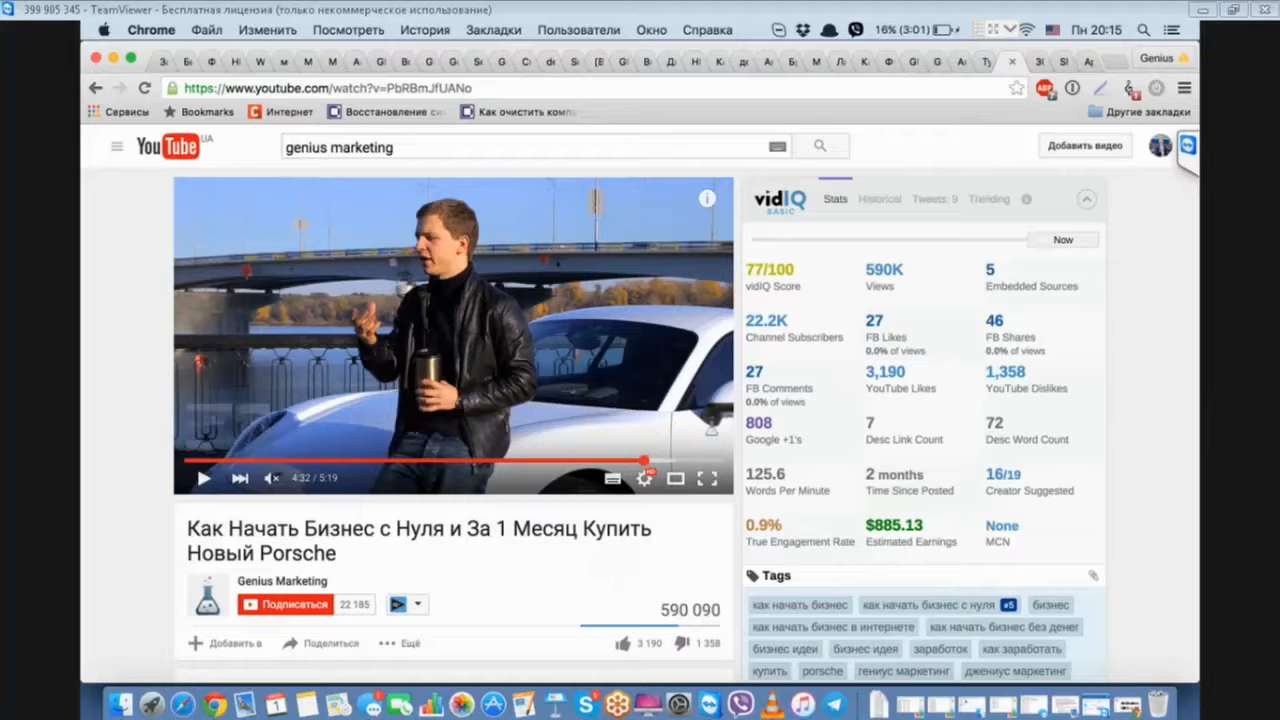 399 905 345 - TeamViewer - Бесплатная лицензия (только некоммерческое использование)
Chrome Файл Изменить Посмотреть История Закладки Пользователи Окно Справка 16% (3:01) Пн 20:15
Genius
https://www.youtube.com/watch?v=PbRBmJfUANo
Сервисы Bookmarks Интернет Восстановление си Как очистить комп Другие закладки
YouTube UA genius marketing Добавить видео
vidIQ BASIC Stats Historical Tweets: 9 Trending
Now
77/100 590K 5
vidIQ Score Views Embedded Sources
22.2K 27 46
Channel Subscribers FB Likes FB Shares
0.0% of views 0.0% of views
27 3,190 1,358
FB Comments YouTube Likes YouTube Dislikes
0.0% of views
808 7 72
Google +1's Desc Link Count Desc Word Count
125.6 2 months 16/19
Words Per Minute Time Since Posted Creator Suggested
0.9% $885.13 None
True Engagement Rate Estimated Earnings MCN
Tags
как начать бизнес как начать бизнес с нуля #5 бизнес
как начать бизнес в интернете как начать бизнес без денег
бизнес идеи бизнес идея заработок как заработать
купить porsche гениус маркетинг джениус маркетинг
4:32 / 5:19 HD
Как Начать Бизнес с Нуля и За 1 Месяц Купить
Новый Porsche
Genius Marketing
Подписаться 22 185
590 090
Добавить в Поделиться Ещё 3 190 1 358